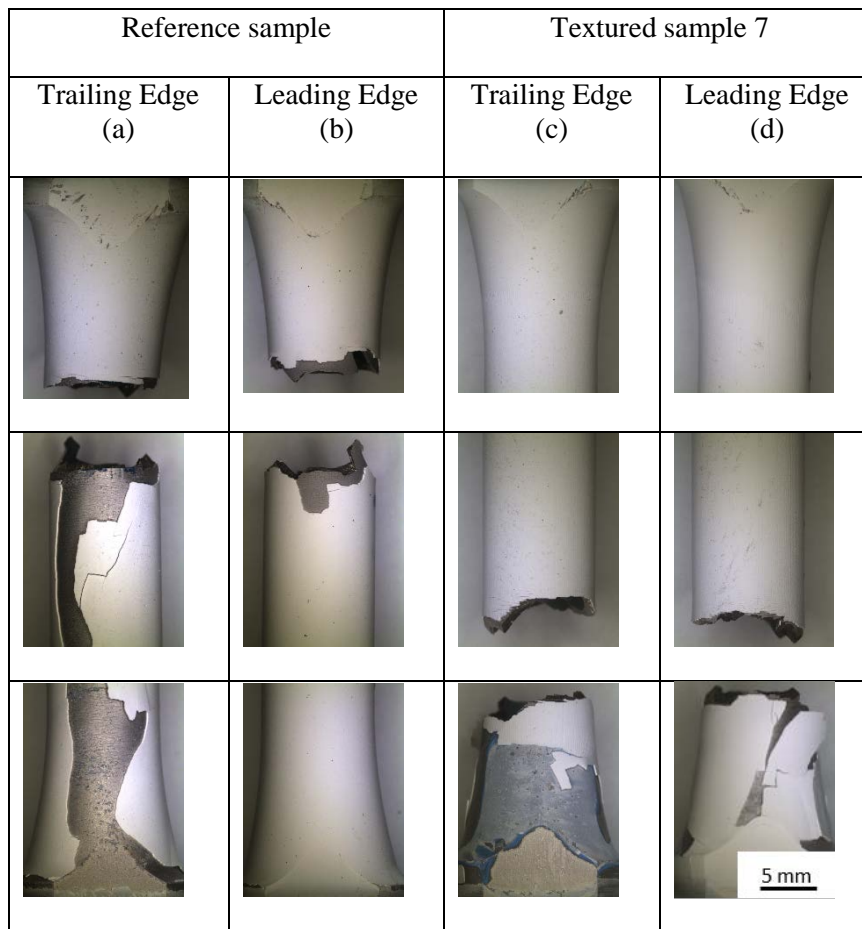 Reference sample
Textured sample 7
Trailing Edge
(a)
Leading Edge
(b)
Trailing Edge
(c)
Leading Edge
(d)
5 mm